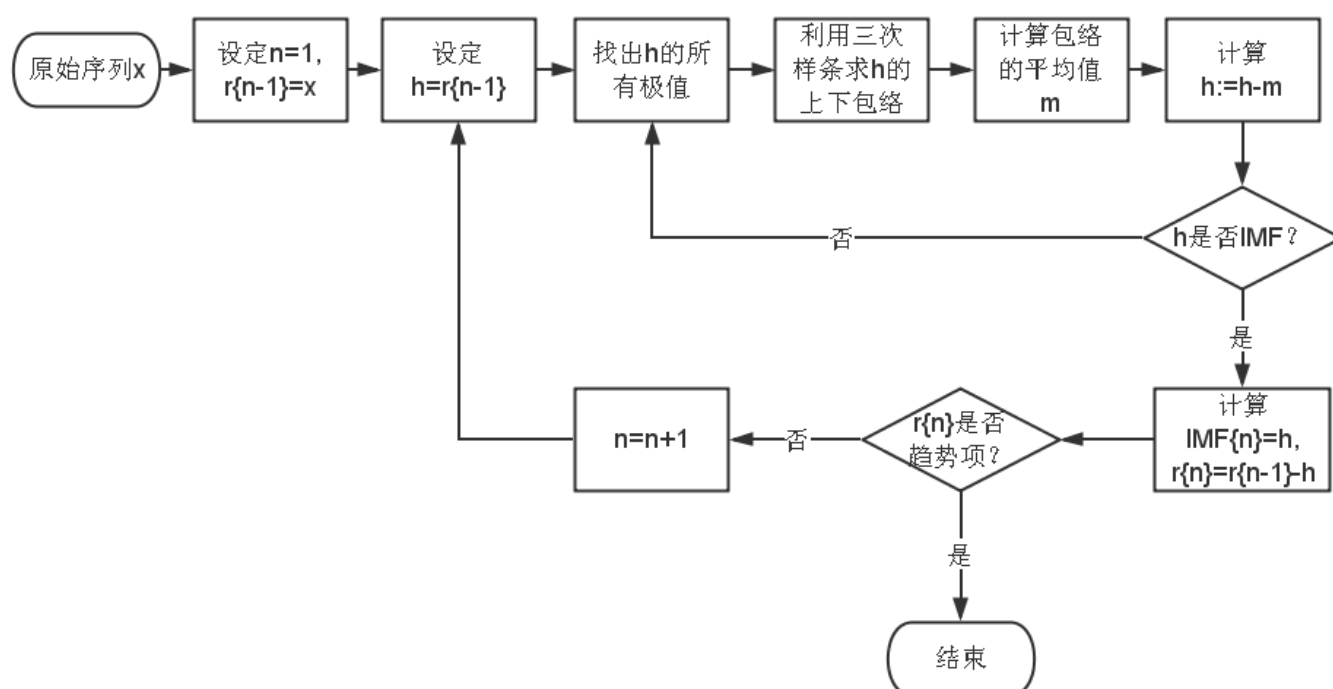 原始序列x
设定n=1,
r{n-1}=x
设定
h=r{n-1}
找出h的所
有极值
利用三次
样条求h的
上下包络
计算包络
的平均值
m
计算
h:=h-m
h是否IMF？
否
是
计算
IMF{n}=h,
r{n}=r{n-1}-h
r{n}是否
趋势项？
否
n=n+1
是
结束